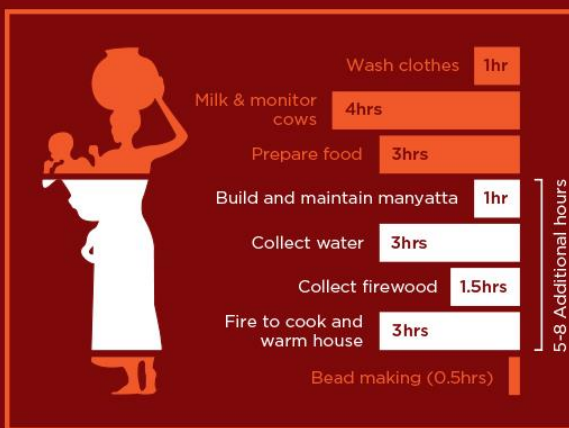 Wash clothes 1hr
Milk & monitor
cows 4hrs
Prepare food 3hrs
Build and maintain manyatta 1hr
Collect water 3hrs
Collect firewood 1.5hrs
Fire to cook and
warm house 3hrs
Bead making (0.5hrs)
5-8 Additional hours